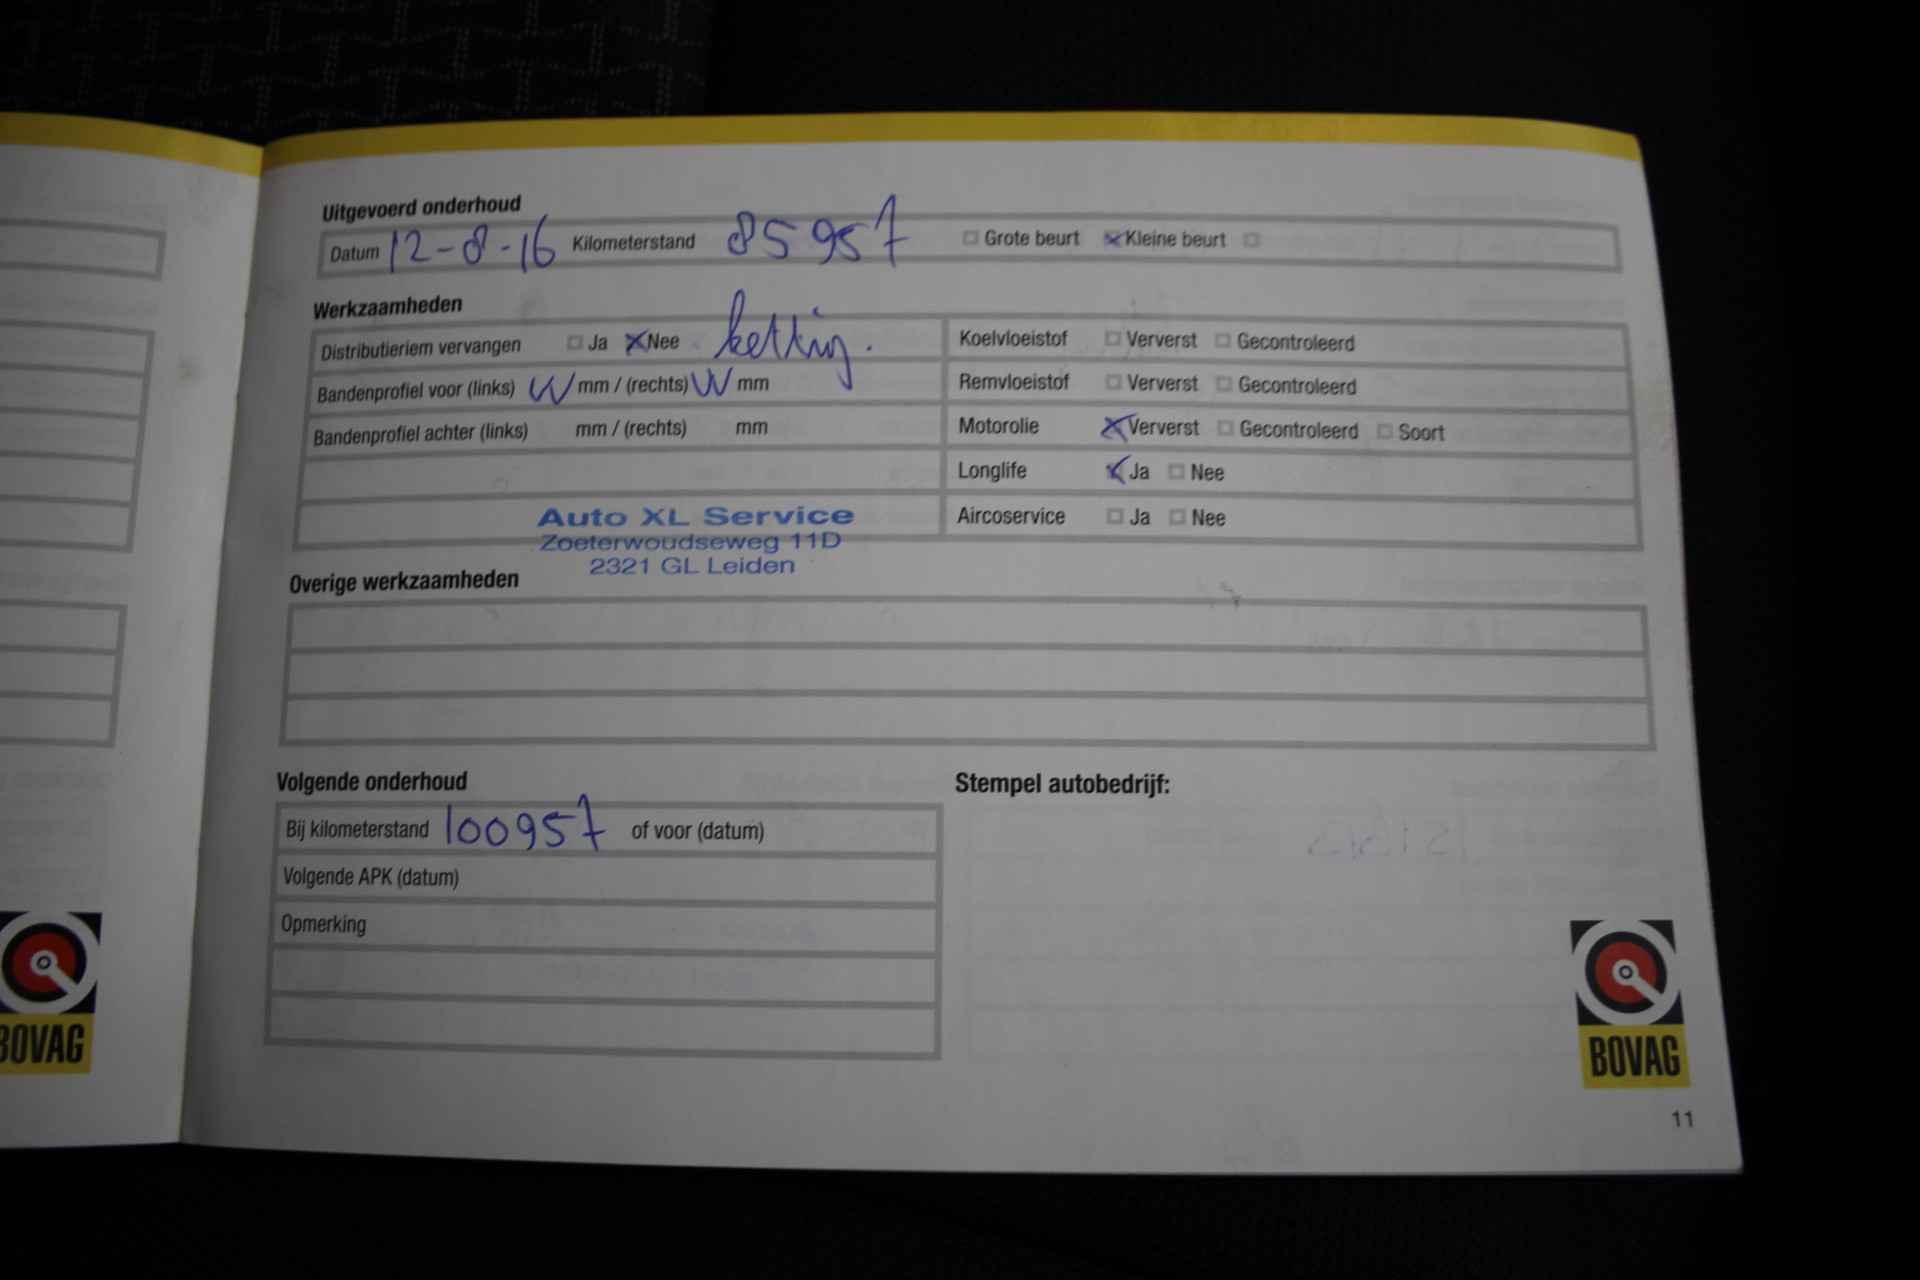 Uitgevoerd onderhoud
Datum 12-8-16 Kilometerstand 85957 Grote beurt Kleine beurt
Werkzaamheden
Distributieriem vervangen Ja Nee ketting.
Bandenprofiel voor (links) W mm / (rechts) W mm
Bandenprofiel achter (links) mm / (rechts) mm
Koelvloeistof Ververst Gecontroleerd
Remvloeistof Ververst Gecontroleerd
Motorolie Ververst Gecontroleerd Soort
Longlife Ja Nee
Aircoservice Ja Nee
Auto XL Service
Zoeterwoudseweg 11D
2321 GL Leiden
Overige werkzaamheden
Volgende onderhoud
Bij kilometerstand 100957 of voor (datum)
Volgende APK (datum)
Opmerking
Stempel autobedrijf:
BOVAG
BOVAG
11